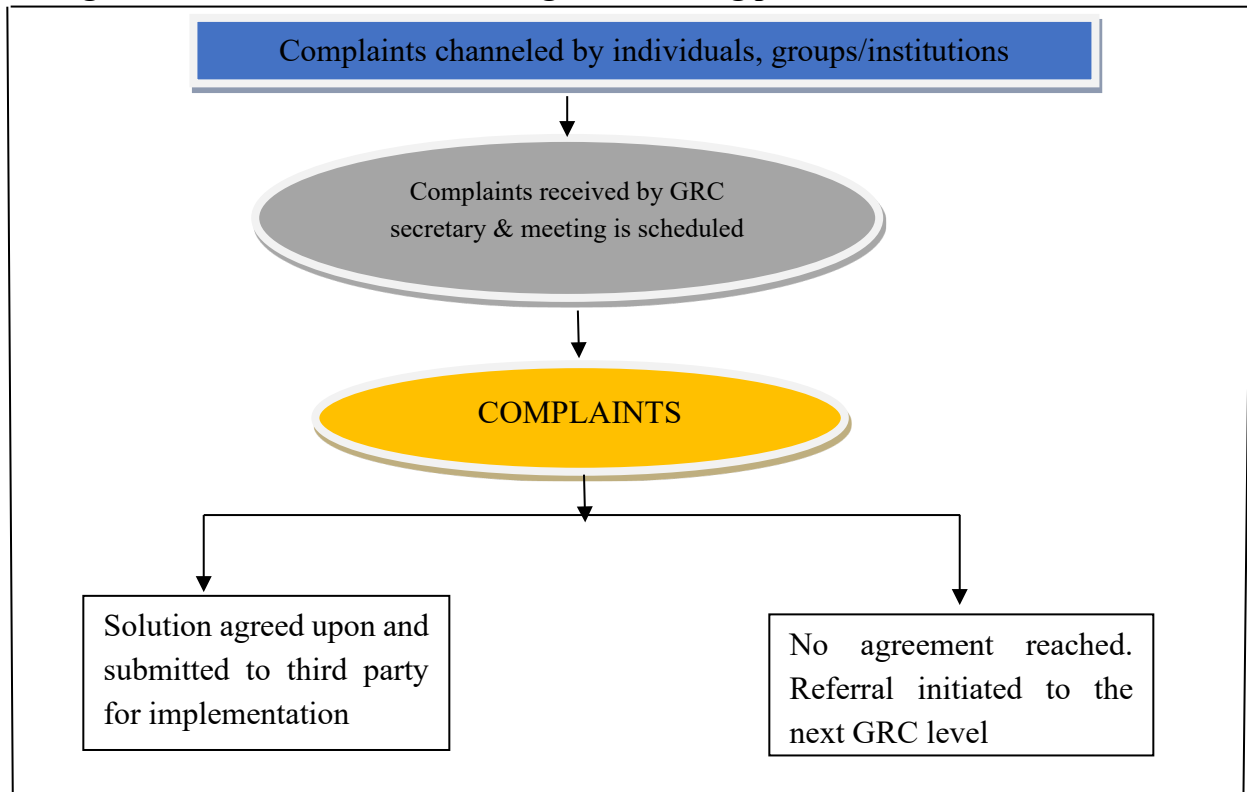 Complaints channeled by individuals, groups/institutions
Complaints received by GRC
secretary & meeting is scheduled
COMPLAINTS
Solution agreed upon and
submitted to third party
for implementation
No agreement reached.
Referral initiated to the
next GRC level